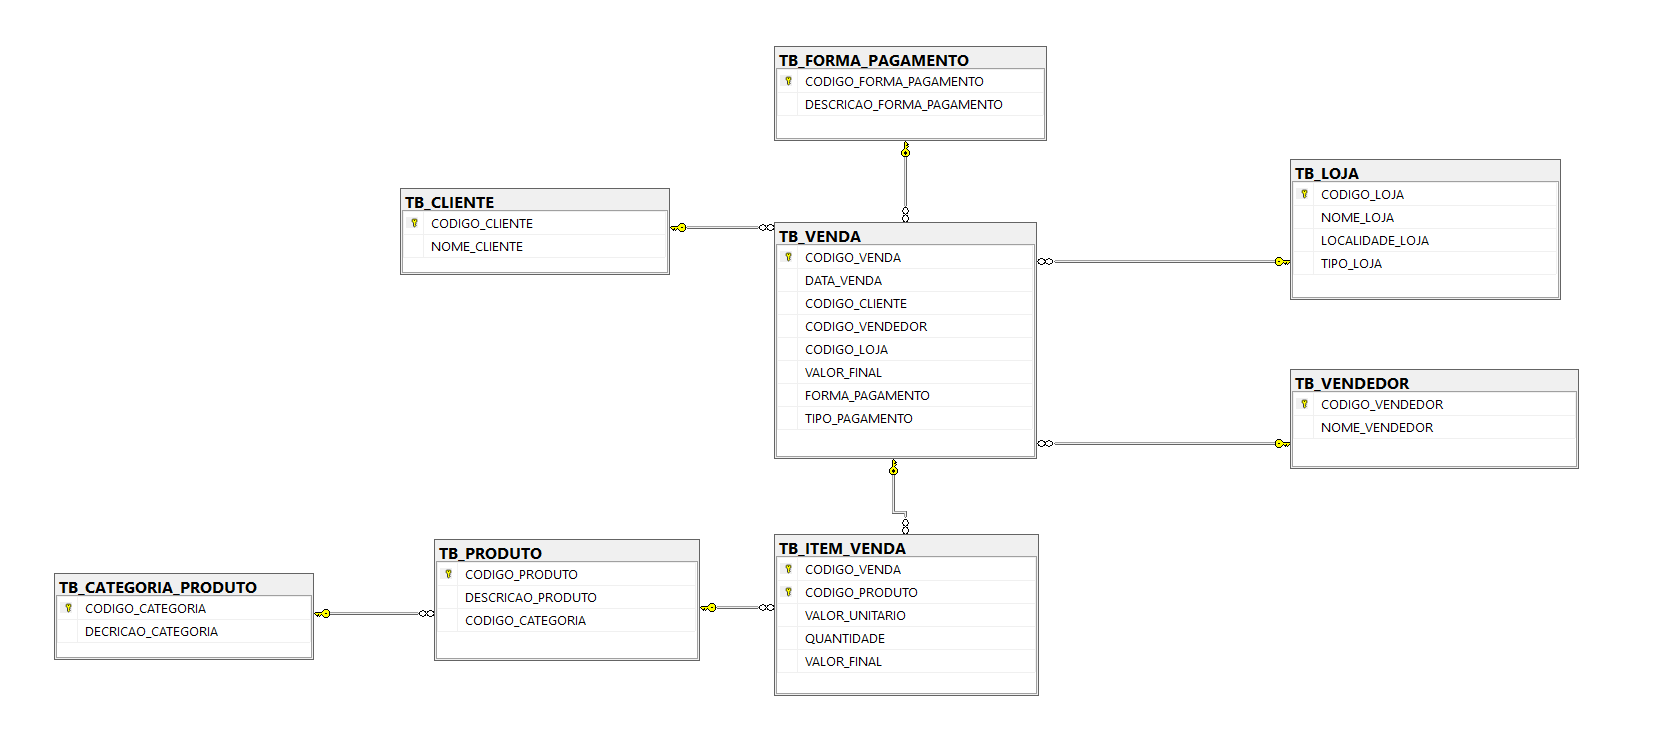 TB_FORMA_PAGAMENTO
CODIGO_FORMA_PAGAMENTO
DESCRICAO_FORMA_PAGAMENTO
TB_CLIENTE
CODIGO_CLIENTE
NOME_CLIENTE
TB_VENDA
CODIGO_VENDA
DATA_VENDA
CODIGO_CLIENTE
CODIGO_VENDEDOR
CODIGO_LOJA
VALOR_FINAL
FORMA_PAGAMENTO
TIPO_PAGAMENTO
TB_LOJA
CODIGO_LOJA
NOME_LOJA
LOCALIDADE_LOJA
TIPO_LOJA
TB_VENDEDOR
CODIGO_VENDEDOR
NOME_VENDEDOR
TB_CATEGORIA_PRODUTO
CODIGO_CATEGORIA
DECRICAO_CATEGORIA
TB_PRODUTO
CODIGO_PRODUTO
DESCRICAO_PRODUTO
CODIGO_CATEGORIA
TB_ITEM_VENDA
CODIGO_VENDA
CODIGO_PRODUTO
VALOR_UNITARIO
QUANTIDADE
VALOR_FINAL